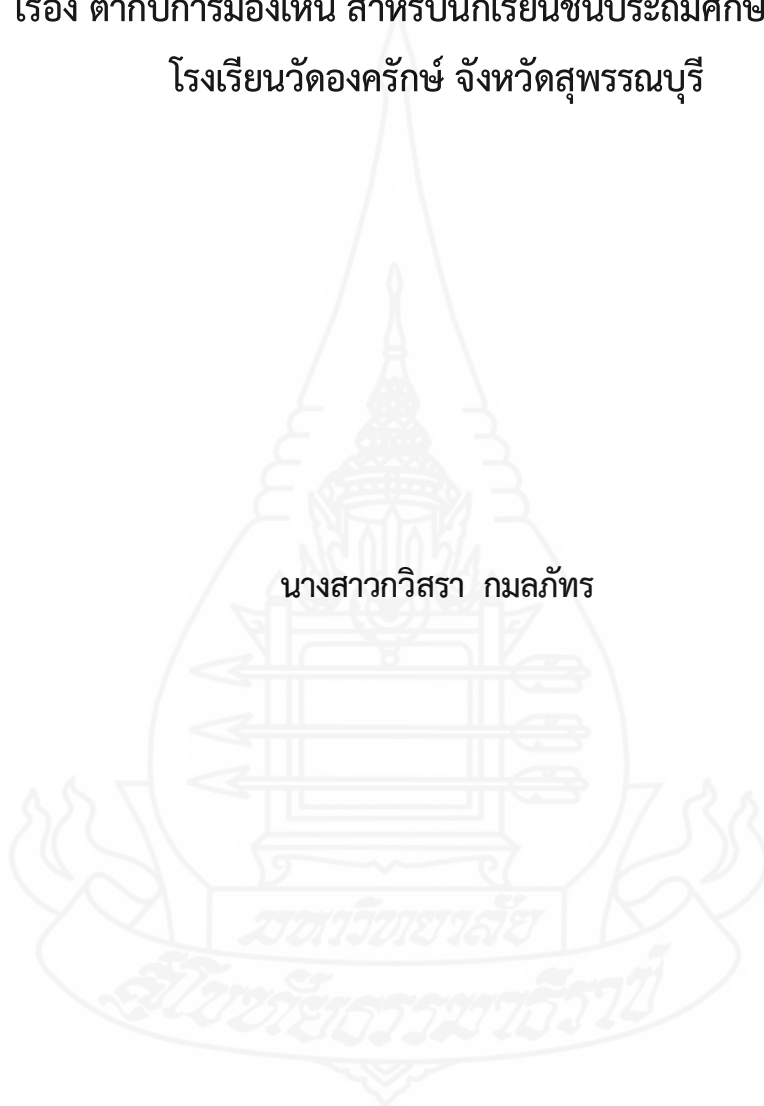 เรื่อง ตากับการมองเห็น สำหรับนักเรียนชั้นประถมศึกษ
โรงเรียนวัดองครักษ์ จังหวัดสุพรรณบุรี
นางสาวกวิสรา กมลภัทร
มหาวิทยาลัย
สุโขทัยธรรมาธิราช